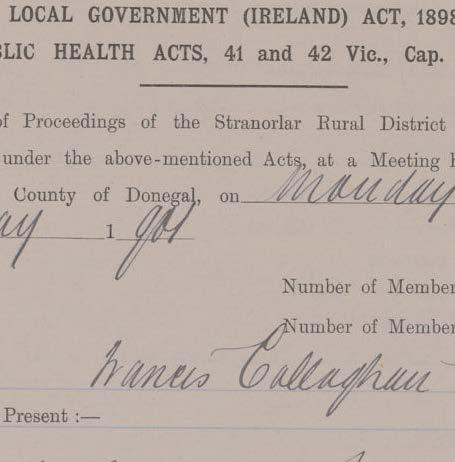 LOCAL GOVERNMENT (IRELAND) ACT, 1898
BLIC HEALTH ACTS, 41 and 42 Vic., Cap.
of Proceedings of the Stranorlar Rural District
under the above-mentioned Acts, at a Meeting H
County of Donegal, on Monday
ay 1901
Number of Member
Number of Member
Francis Callaghan
Present :—